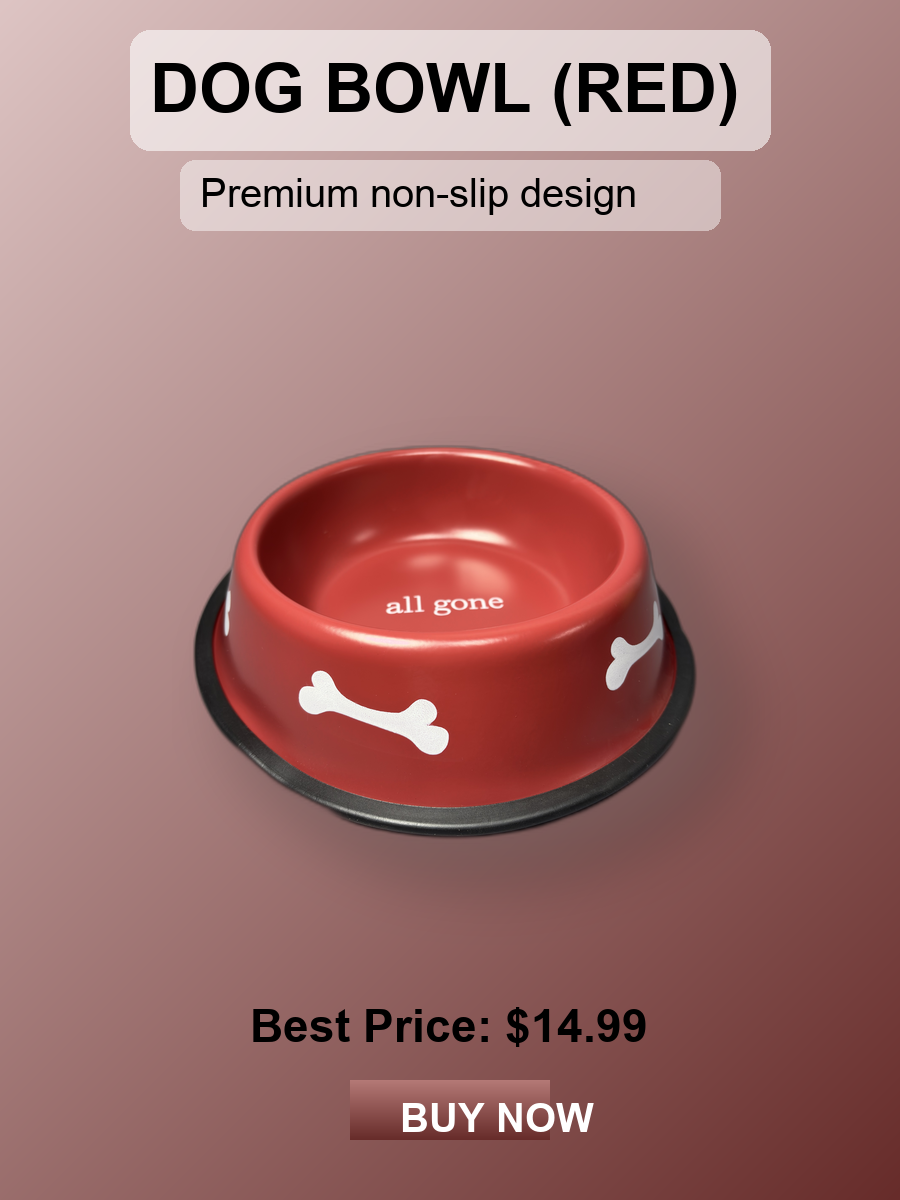 DOG BOWL (RED)
Premium non-slip design
all gone
Best Price: $14.99
BUY NOW